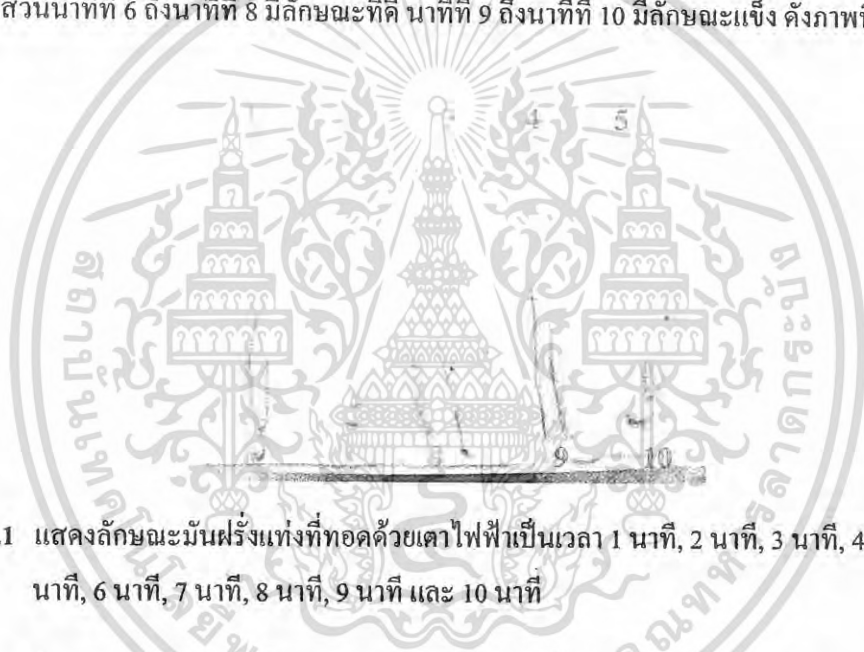 ส่วนนาทีที่ 6 ถึงนาทีที่ 8 มีลักษณะที่ดี นาทีที่ 9 ถึงนาทีที่ 10 มีลักษณะแข็ง ดังภาพ
4 5
9 10
.1 แสดงลักษณะมันฝรั่งแท่งที่ทอดด้วยเตาไฟฟ้าเป็นเวลา 1 นาที, 2 นาที, 3 นาที, 4
นาที, 6 นาที, 7 นาที, 8 นาที, 9 นาที และ 10 นาที